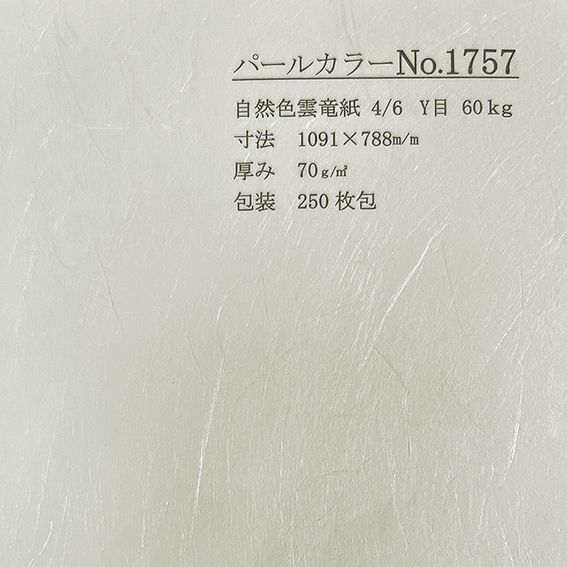 パールカラーNo.1757
自然色雲竜紙 4/6 Y目 60kg
寸法 1091×788m/m
厚み 70g/㎡
包装 250枚包